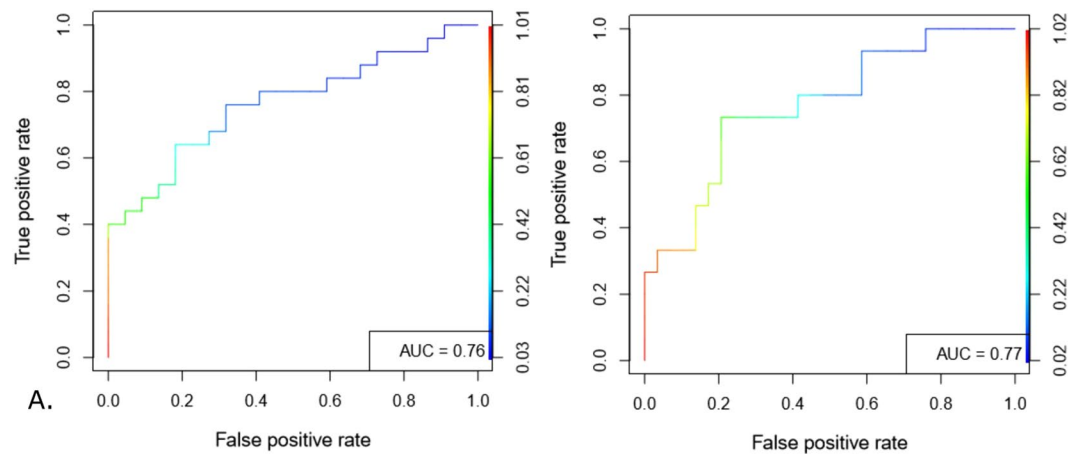 True positive rate
0.0 0.2 0.4 0.6 0.8 1.0
0.03 0.22 0.42 0.61 0.81 1.01
AUC = 0.76
0.0 0.2 0.4 0.6 0.8 1.0
False positive rate
A.
True positive rate
0.0 0.2 0.4 0.6 0.8 1.0
0.02 0.22 0.42 0.62 0.82 1.02
AUC = 0.77
0.0 0.2 0.4 0.6 0.8 1.0
False positive rate